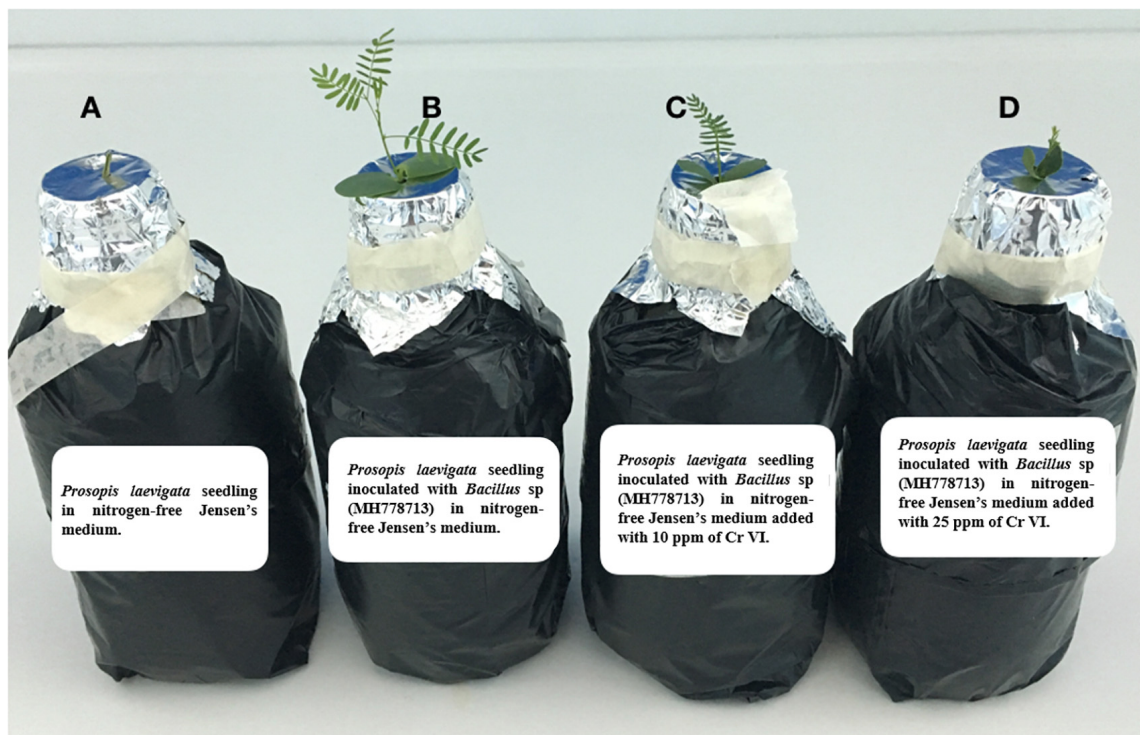 A
B
C
D
Prosopis laevigata seedling
in nitrogen-free Jensen's
medium.
Prosopis laevigata seedling
inoculated with Bacillus sp
(MH778713) in nitrogen-
free Jensen's medium.
Prosopis laevigata seedling
inoculated with Bacillus sp
(MH778713) in nitrogen-
free Jensen's medium added
with 10 ppm of Cr VI.
Prosopis laevigata seedling
inoculated with Bacillus sp
(MH778713) in nitrogen-
free Jensen's medium added
with 25 ppm of Cr VI.